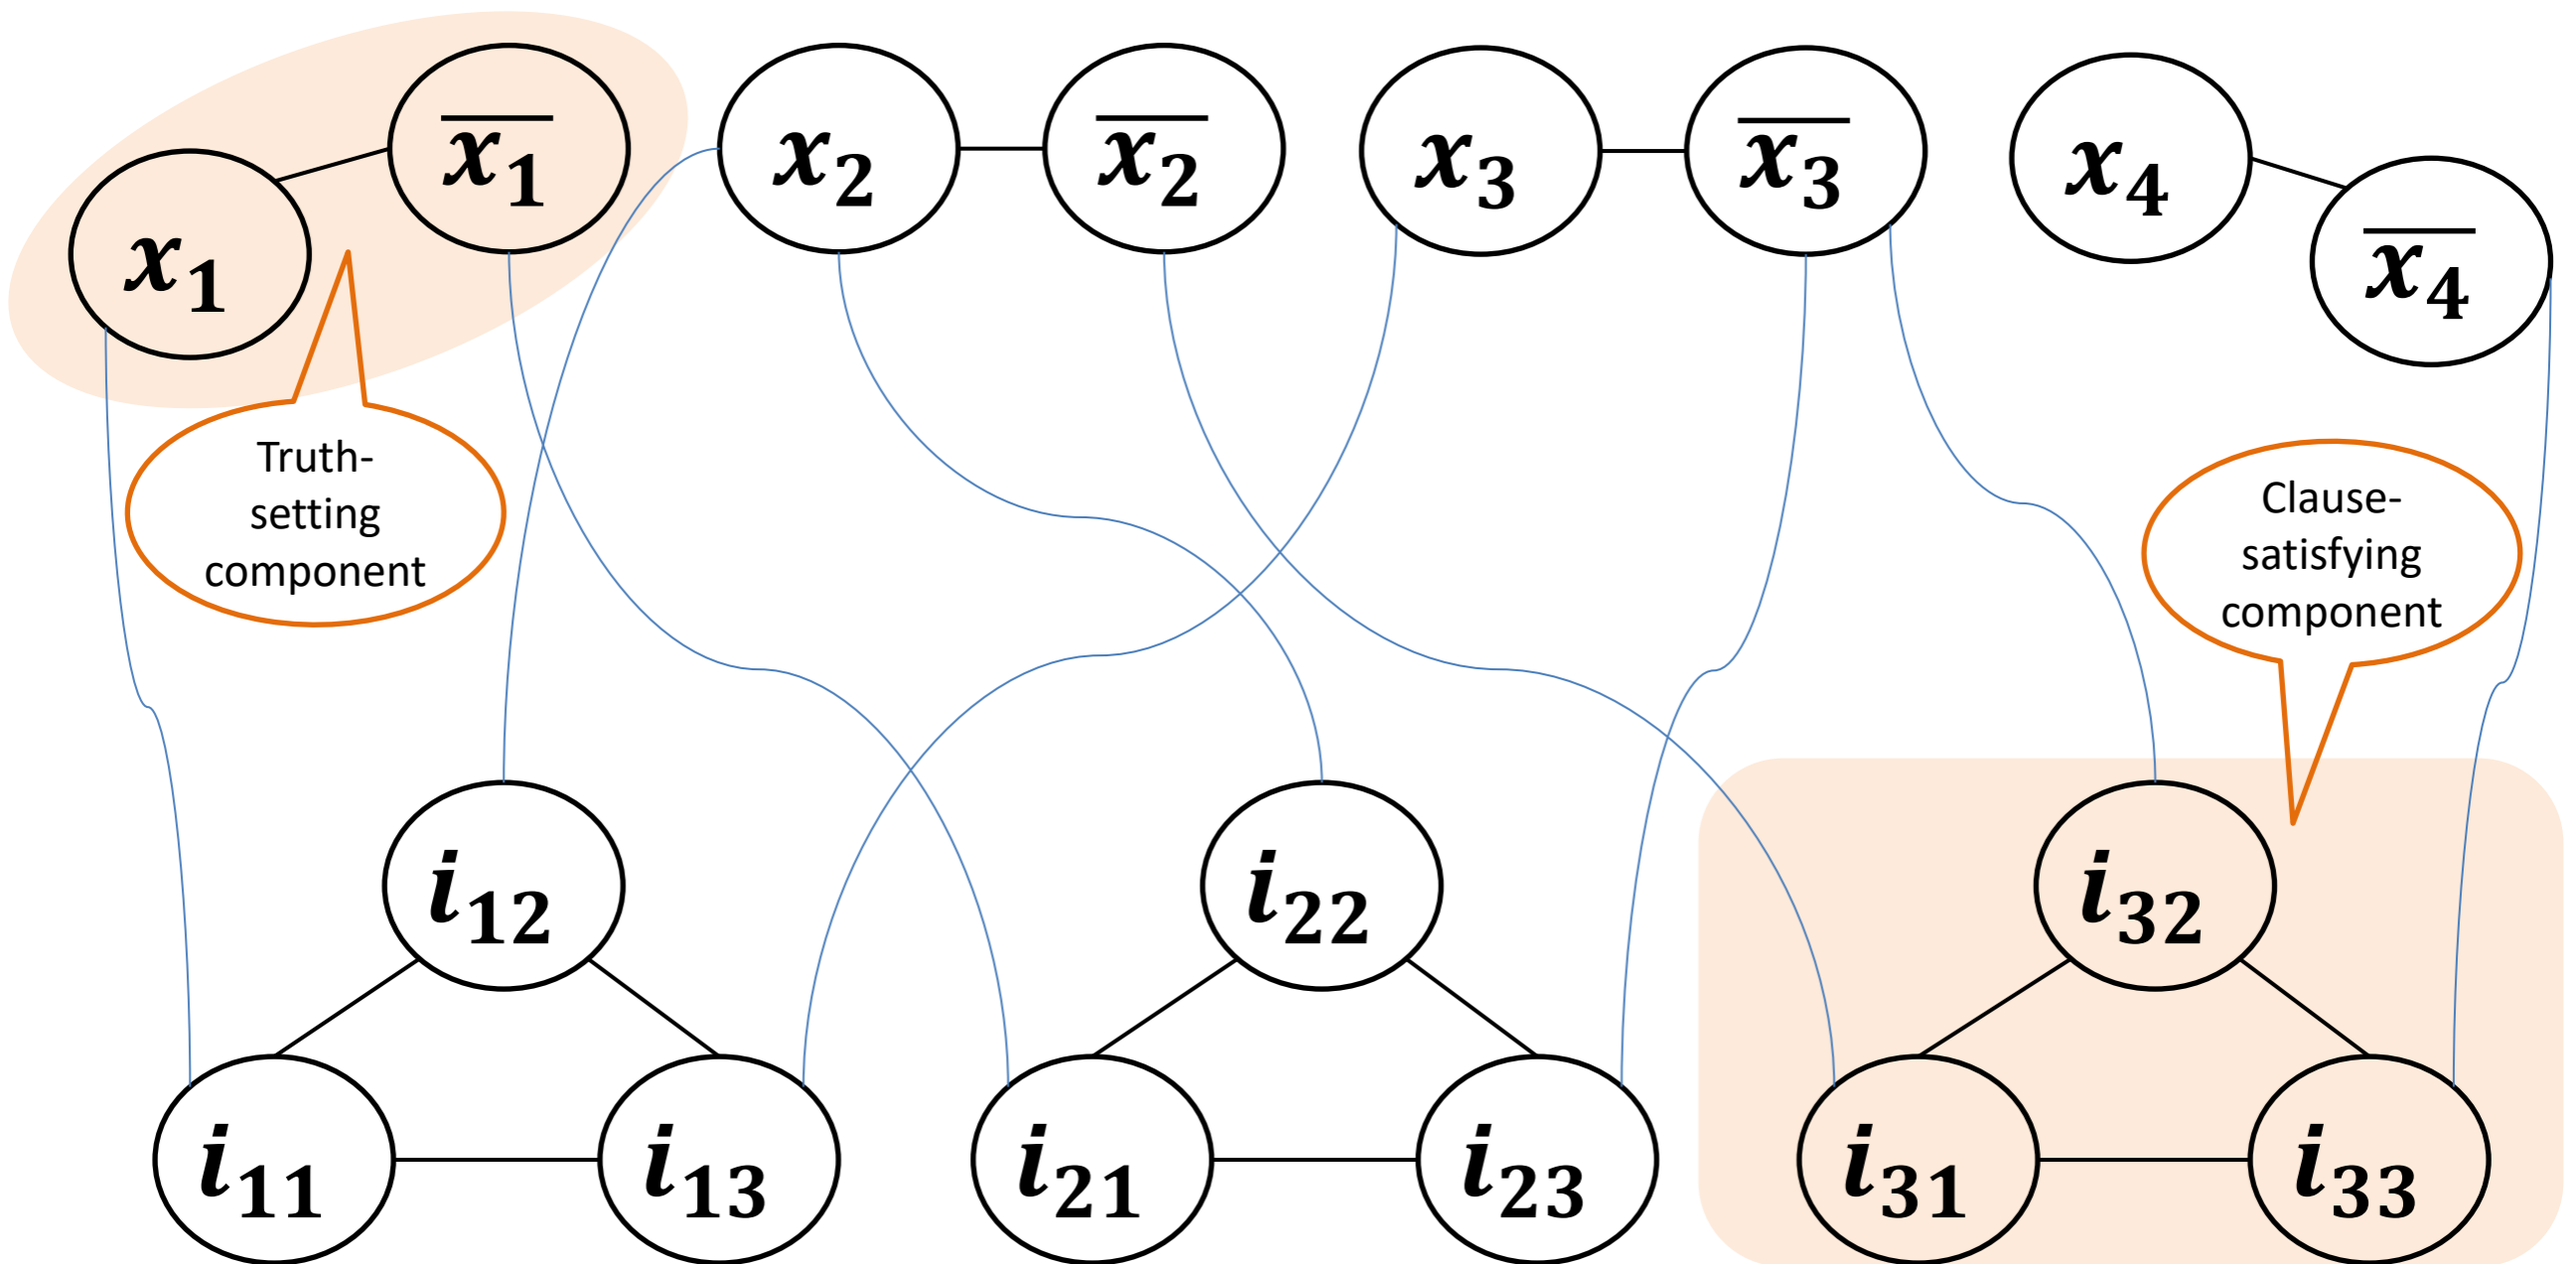 x₁
x̅₁
x₂
x̅₂
x₃
x̅₃
x₄
x̅₄
Truth-
setting
component
Clause-
satisfying
component
i₁₂
i₂₂
i₃₂
i₁₁
i₁₃
i₂₁
i₂₃
i₃₁
i₃₃